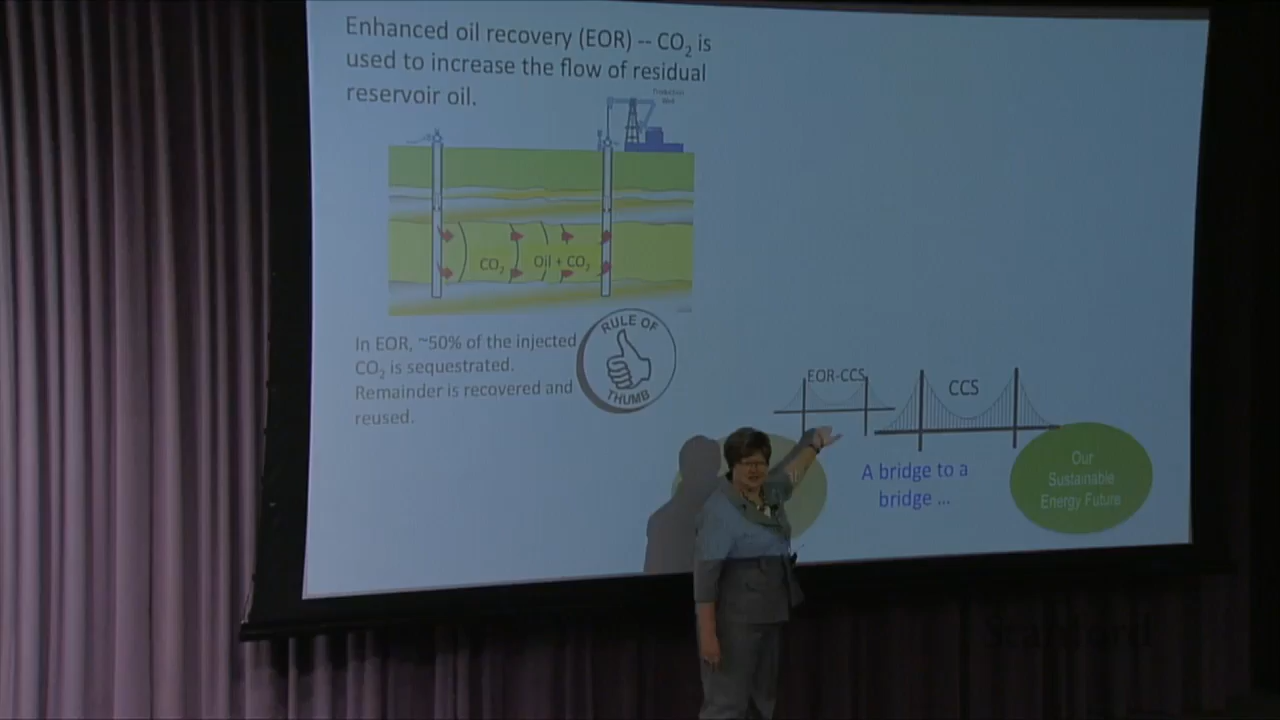 Enhanced oil recovery (EOR) -- CO₂ is
used to increase the flow of residual
reservoir oil.
Production
Well
CO₂
Oil + CO₂
In EOR, ~50% of the injected
CO₂ is sequestrated.
Remainder is recovered and
reused.
RULE OF
THUMB
EOR-CCS
CCS
A bridge to a
bridge ...
Our
Sustainable
Energy Future